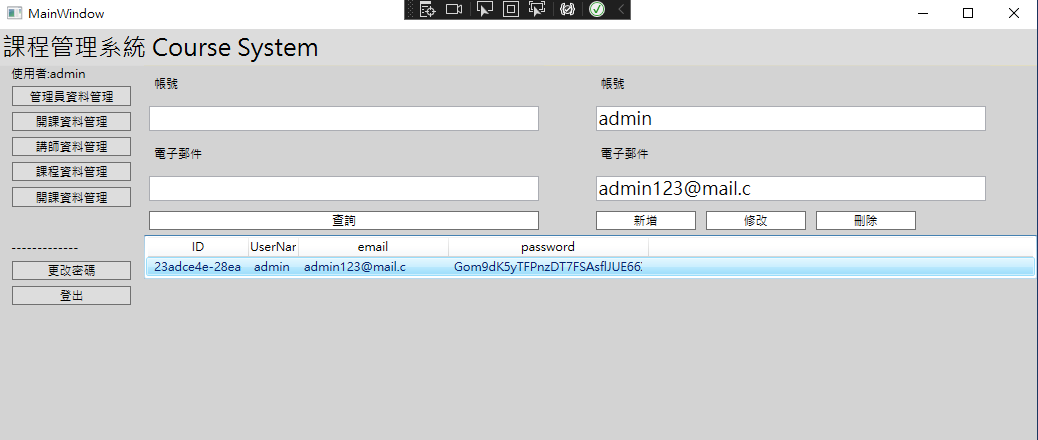 MainWindow
課程管理系統 Course System
使用者:admin
管理員資料管理
開課資料管理
講師資料管理
課程資料管理
開課資料管理
-------------
更改密碼
登出
帳號
電子郵件
查詢
帳號
admin
電子郵件
admin123@mail.c
新增 修改 刪除
ID UserNar email password
23adce4e-28ea admin admin123@mail.c Gom9dK5yTFPnzDT7FSAsflJUE66